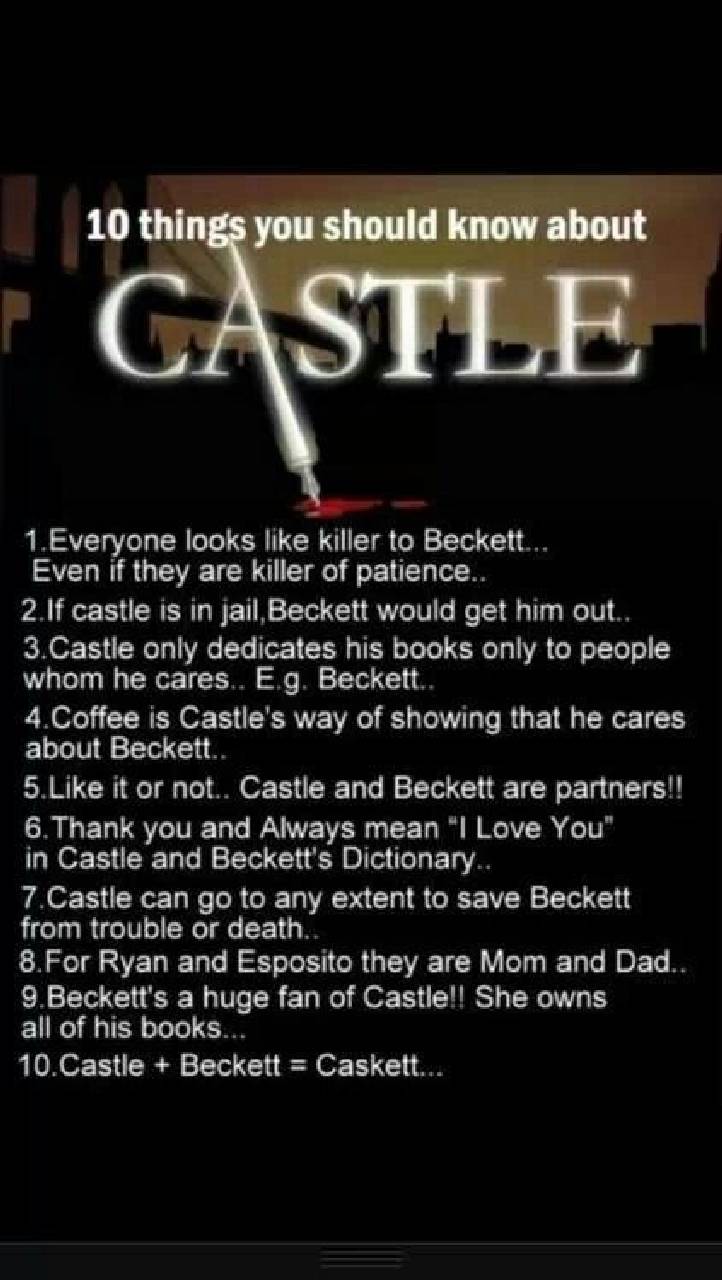 10 things you should know about
CASTLE
1.Everyone looks like killer to Beckett...
Even if they are killer of patience..
2.If castle is in jail,Beckett would get him out..
3.Castle only dedicates his books only to people
whom he cares.. E.g. Beckett..
4.Coffee is Castle's way of showing that he cares
about Beckett..
5.Like it or not.. Castle and Beckett are partners!!
6.Thank you and Always mean “I Love You”
in Castle and Beckett's Dictionary..
7.Castle can go to any extent to save Beckett
from trouble or death..
8.For Ryan and Esposito they are Mom and Dad..
9.Beckett's a huge fan of Castle!! She owns
all of his books...
10.Castle + Beckett = Caskett...